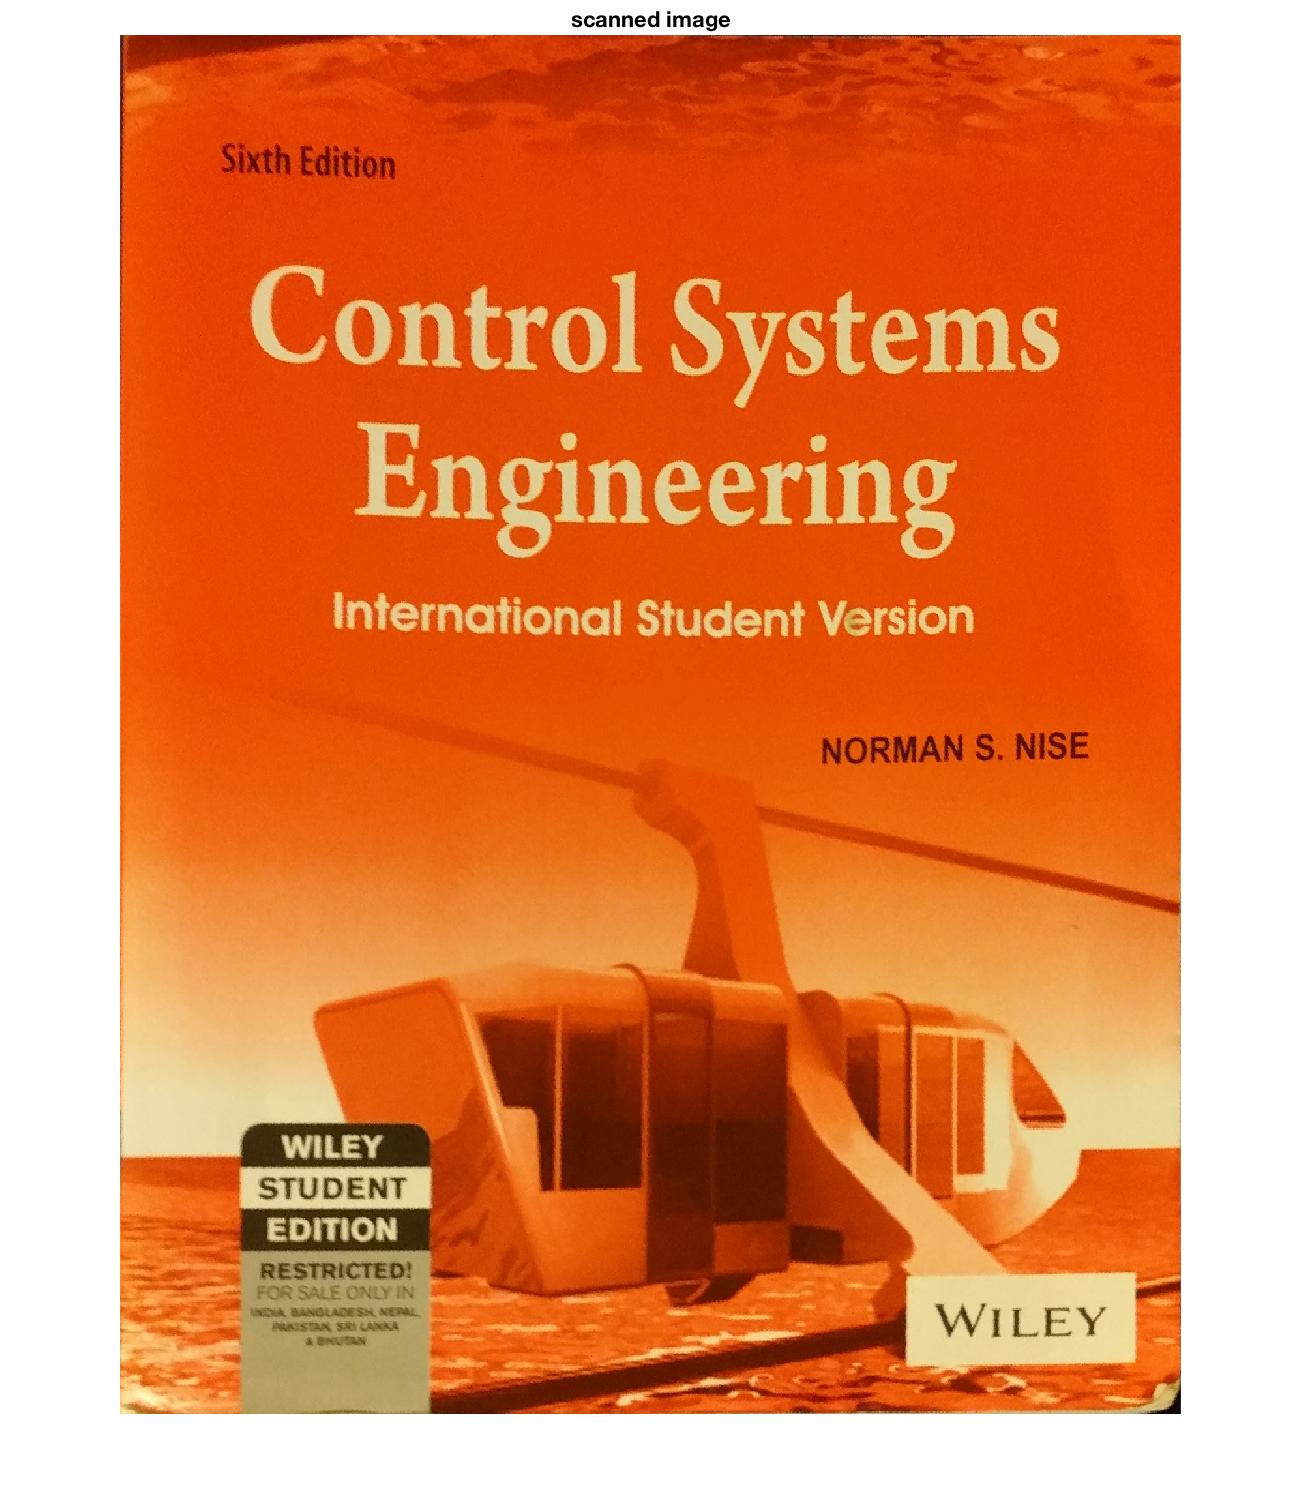 scanned image
Sixth Edition
Control Systems
Engineering
International Student Version
NORMAN S. NISE
WILEY
STUDENT
EDITION
RESTRICTED!
FOR SALE ONLY IN
INDIA, BANGLADESH, NEPAL,
PAKISTAN, SRI LANKA
& BHUTAN
WILEY